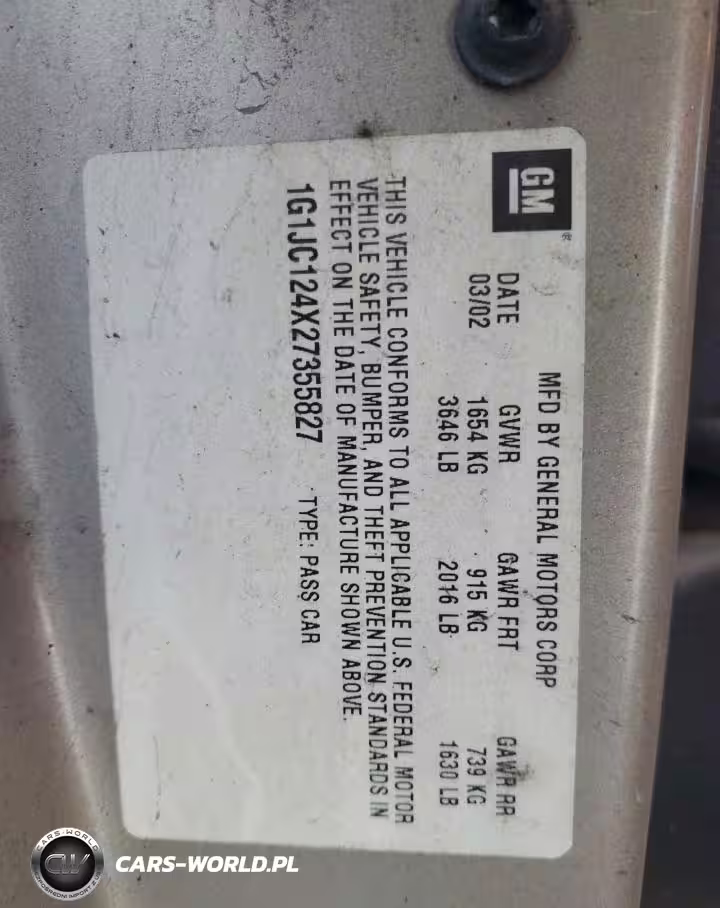 GM
MFD BY GENERAL MOTORS CORP
DATE GVWR GAWR FRT GAWR RR
03/02 1654 KG 915 KG 739 KG
3646 LB 2016 LB 1630 LB
THIS VEHICLE CONFORMS TO ALL APPLICABLE U.S. FEDERAL MOTOR
VEHICLE SAFETY, BUMPER, AND THEFT PREVENTION STANDARDS IN
EFFECT ON THE DATE OF MANUFACTURE SHOWN ABOVE.
1G1JC124X27355827 TYPE: PASS CAR
CARS-WORLD
CW
CARS-WORLD.PL